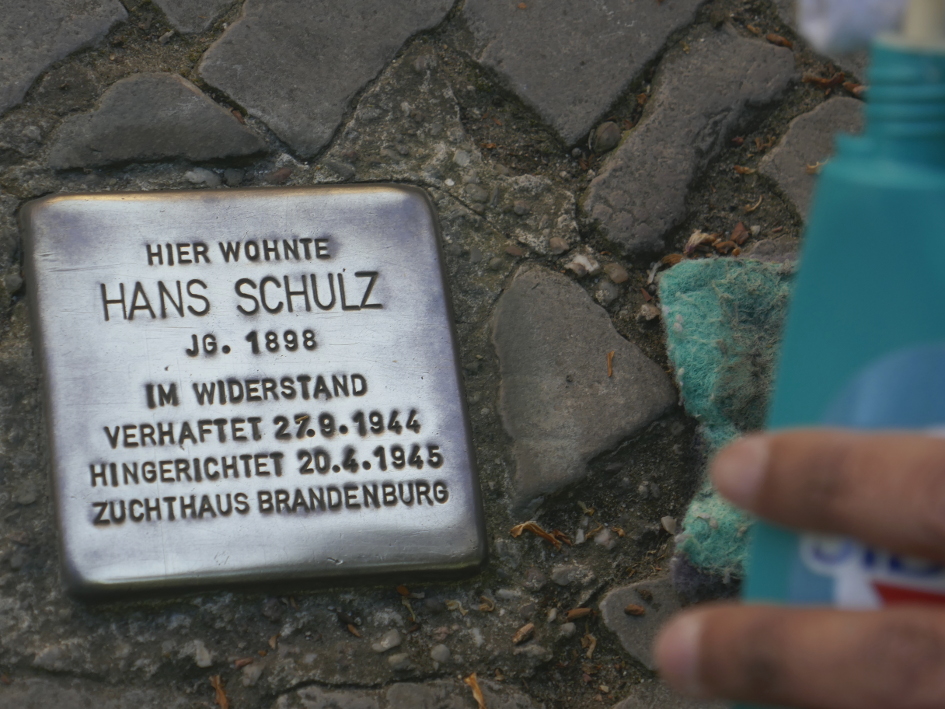 HIER WOHNTE
HANS SCHULZ
JG. 1898
IM WIDERSTAND
VERHAFTET 27.9.1944
HINGERICHTET 20.4.1945
ZUCHTHAUS BRANDENBURG